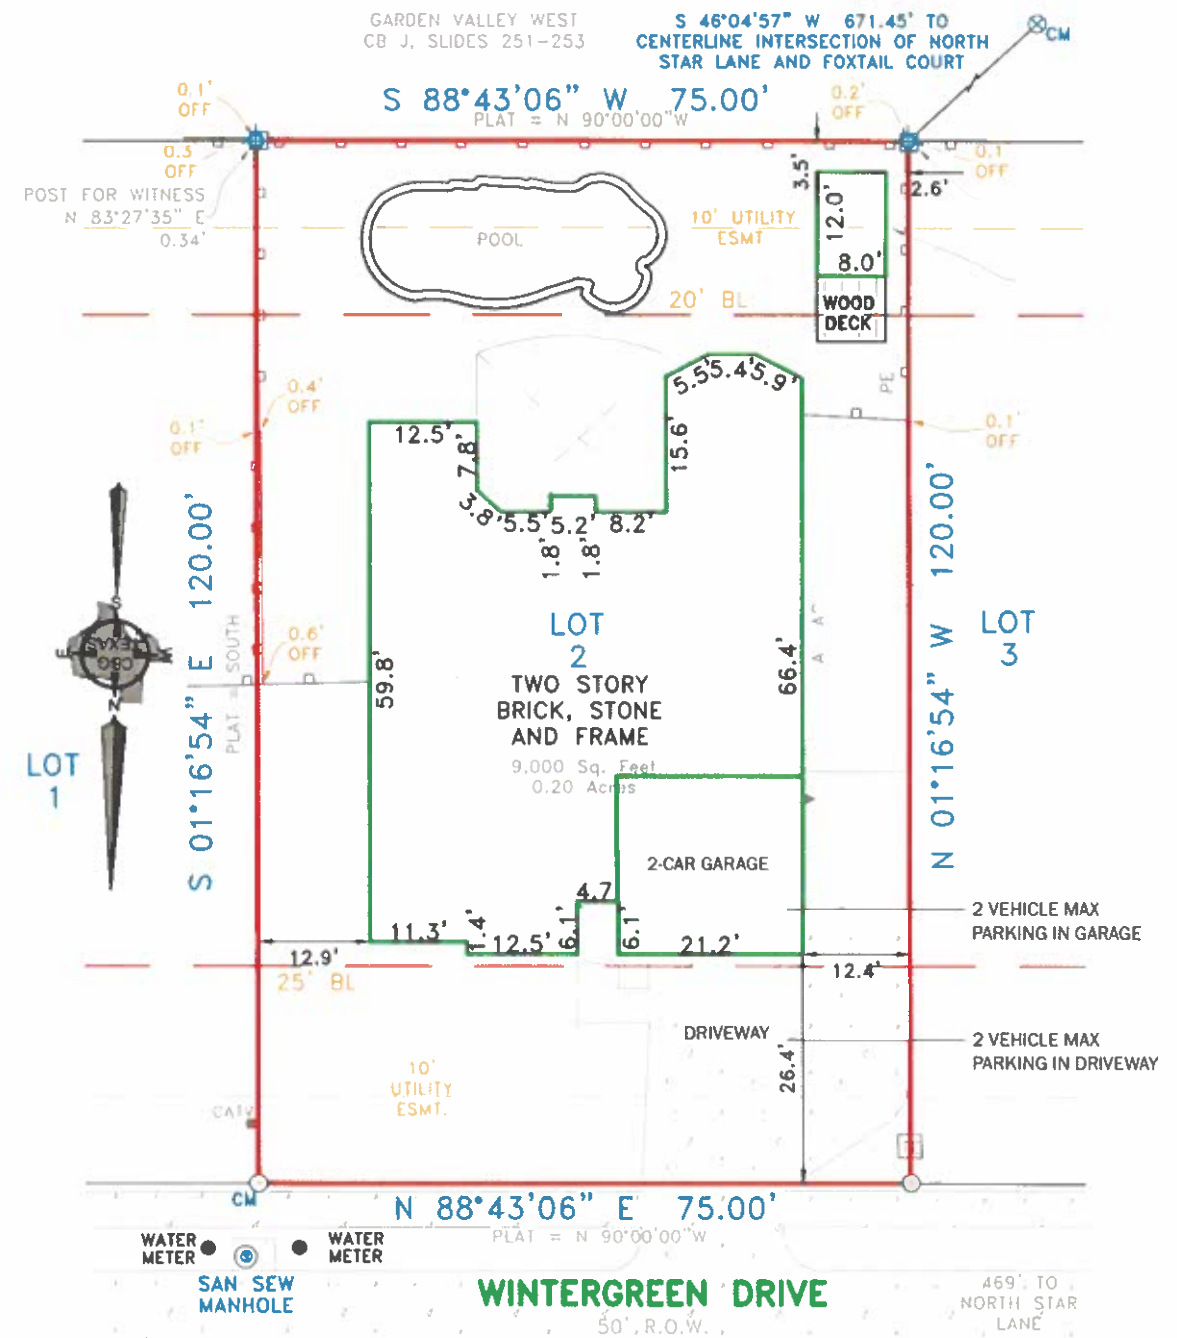 GARDEN VALLEY WEST
CB J, SLIDES 251-253
S 46°04'57" W 671.45' TO
CENTERLINE INTERSECTION OF NORTH
STAR LANE AND FOXTAIL COURT
CM
0.1'
OFF
S 88°43'06" W 75.00'
PLAT = N 90°00'00"W
0.2'
OFF
0.3
OFF
0.1
OFF
POST FOR WITNESS
N 83°27'35" E
0.34'
3.5'
2.6'
12.0'
8.0'
10' UTILITY
ESMT
POOL
20' BL
WOOD
DECK
5.5'
5.4'
5.9'
PE
0.4'
OFF
0.1'
OFF
0.1'
OFF
12.5'
7.8'
15.6'
3.8'
5.5'
5.2'
8.2'
1.8'
1.8'
S 01°16'54" E 120.00'
PLAT = SOUTH
N 01°16'54" W 120.00'
S
E
W
TEXAS
CBG
N
0.6'
OFF
LOT
2
TWO STORY
BRICK, STONE
AND FRAME
9,000 Sq. Feet
0.20 Acres
59.8'
66.4'
LOT
3
LOT
1
2-CAR GARAGE
4.7
6.1'
6.1'
11.3'
1.4'
12.5'
21.2'
2 VEHICLE MAX
PARKING IN GARAGE
12.9'
12.4'
25' BL
DRIVEWAY
26.4'
2 VEHICLE MAX
PARKING IN DRIVEWAY
10'
UTILITY
ESMT.
CATV
CM
N 88°43'06" E 75.00'
PLAT = N 90°00'00"W
WATER
METER
WATER
METER
SAN SEW
MANHOLE
WINTERGREEN DRIVE
50' R.O.W.
469' TO
NORTH STAR
LANE